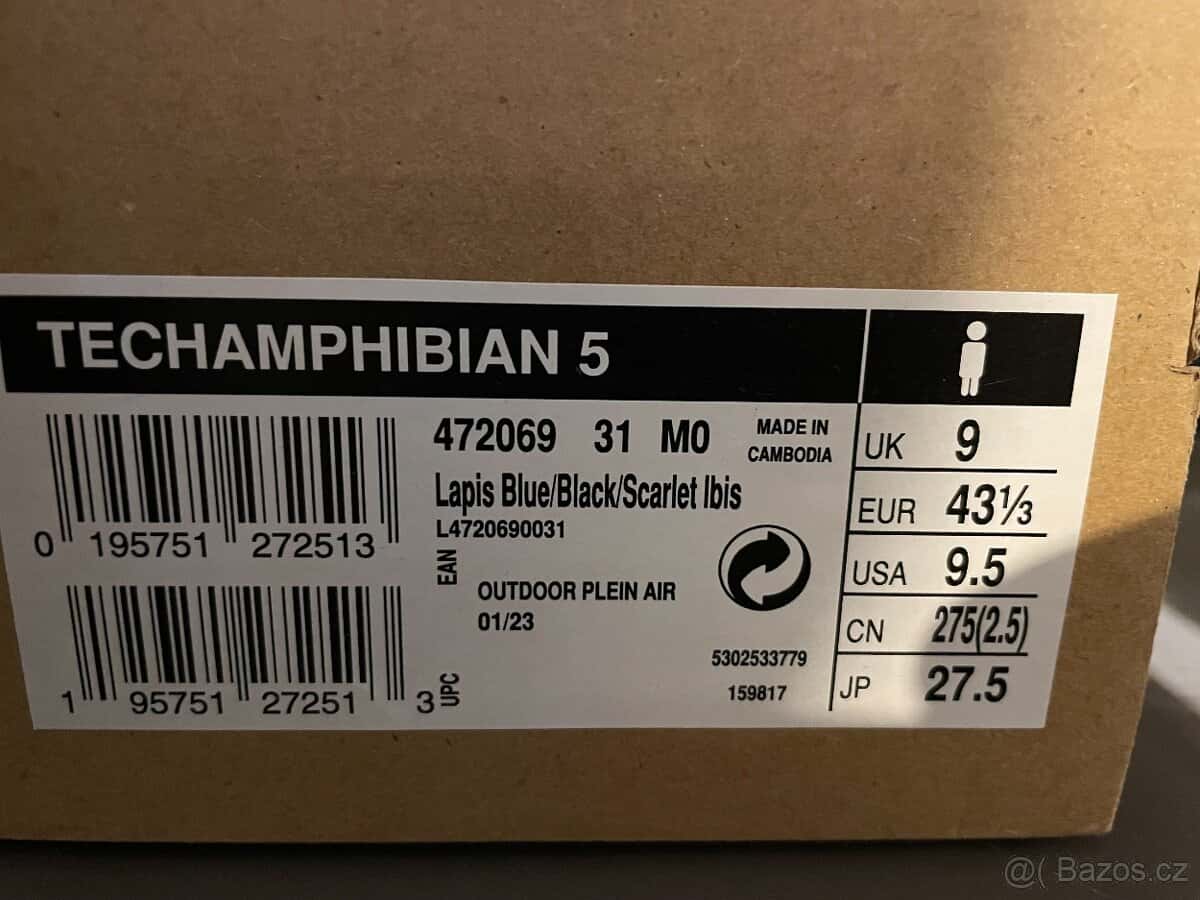 TECHAMPHIBIAN 5
472069 31 M0
MADE IN
CAMBODIA
Lapis Blue/Black/Scarlet Ibis
L4720690031
0 195751 272513
EAN
OUTDOOR PLEIN AIR
01/23
5302533779
159817
1 95751 27251 3
UPC
UK 9
EUR 43⅓
USA 9.5
CN 275(2.5)
JP 27.5
@( Bazos.cz